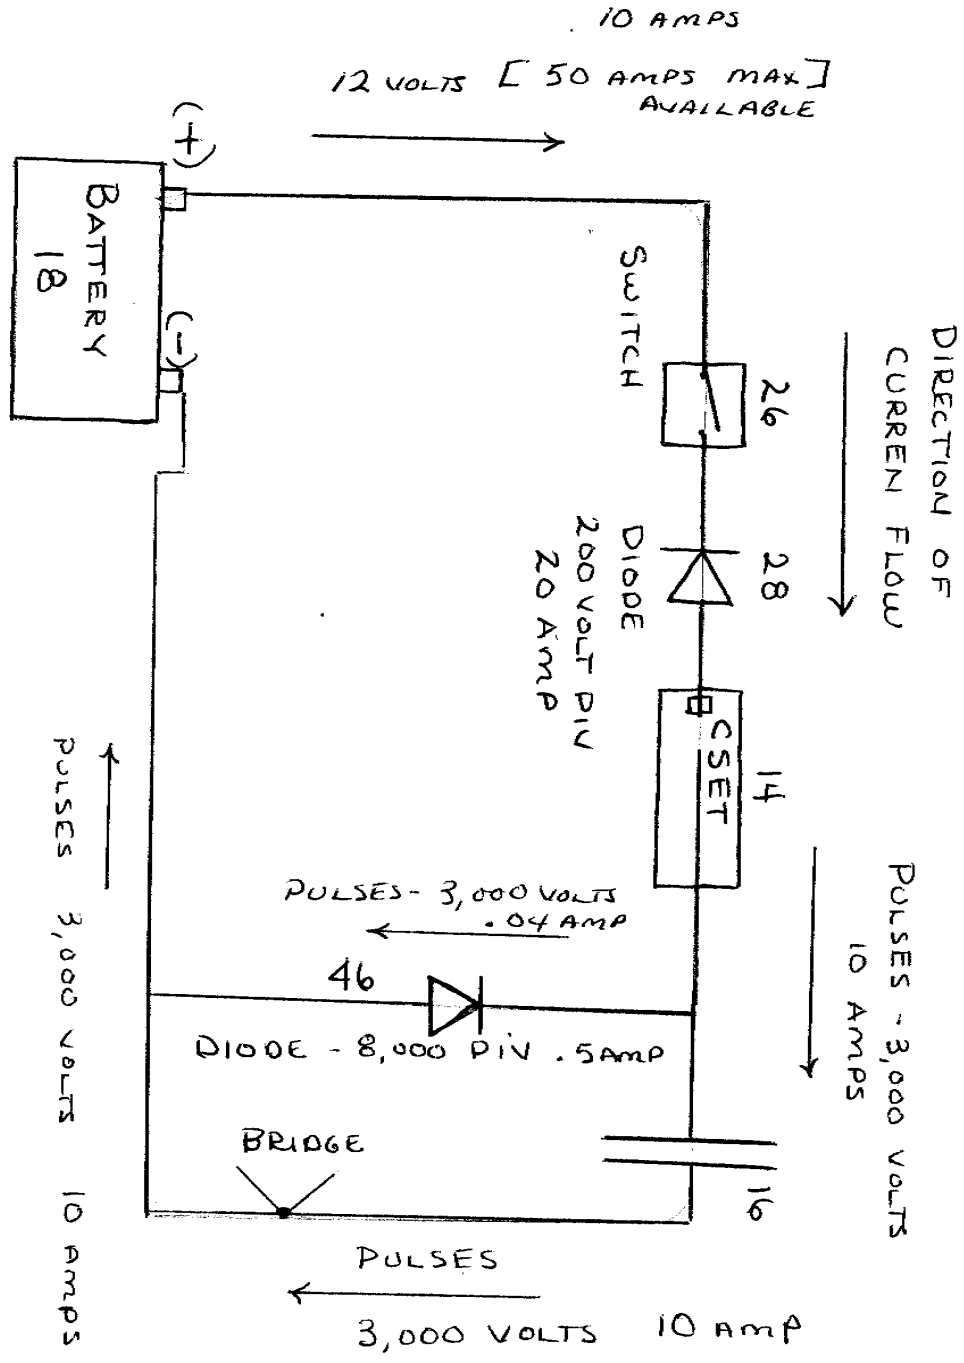 10 AMPS
12 VOLTS [ 50 AMPS MAX ]
AVAILABLE
(+)
BATTERY
18
(-)
SWITCH
26
DIRECTION OF
CURREN FLOW
28
DIODE
200 VOLT PIV
20 AMP
CSET
14
PULSES - 3,000 VOLTS
10 AMPS
PULSES - 3,000 VOLTS
.04 AMP
46
DIODE - 8,000 PIV .5AMP
PULSES 3,000 VOLTS 10 AMPS
BRIDGE
16
PULSES
3,000 VOLTS 10 AMP